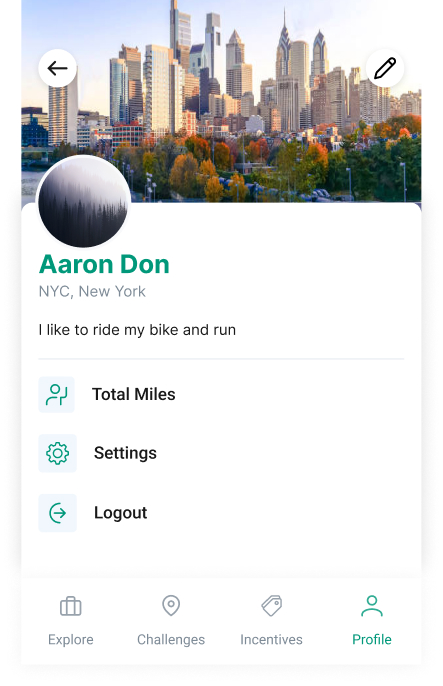 Aaron Don
NYC, New York
I like to ride my bike and run
Total Miles
Settings
Logout
Explore
Challenges
Incentives
Profile